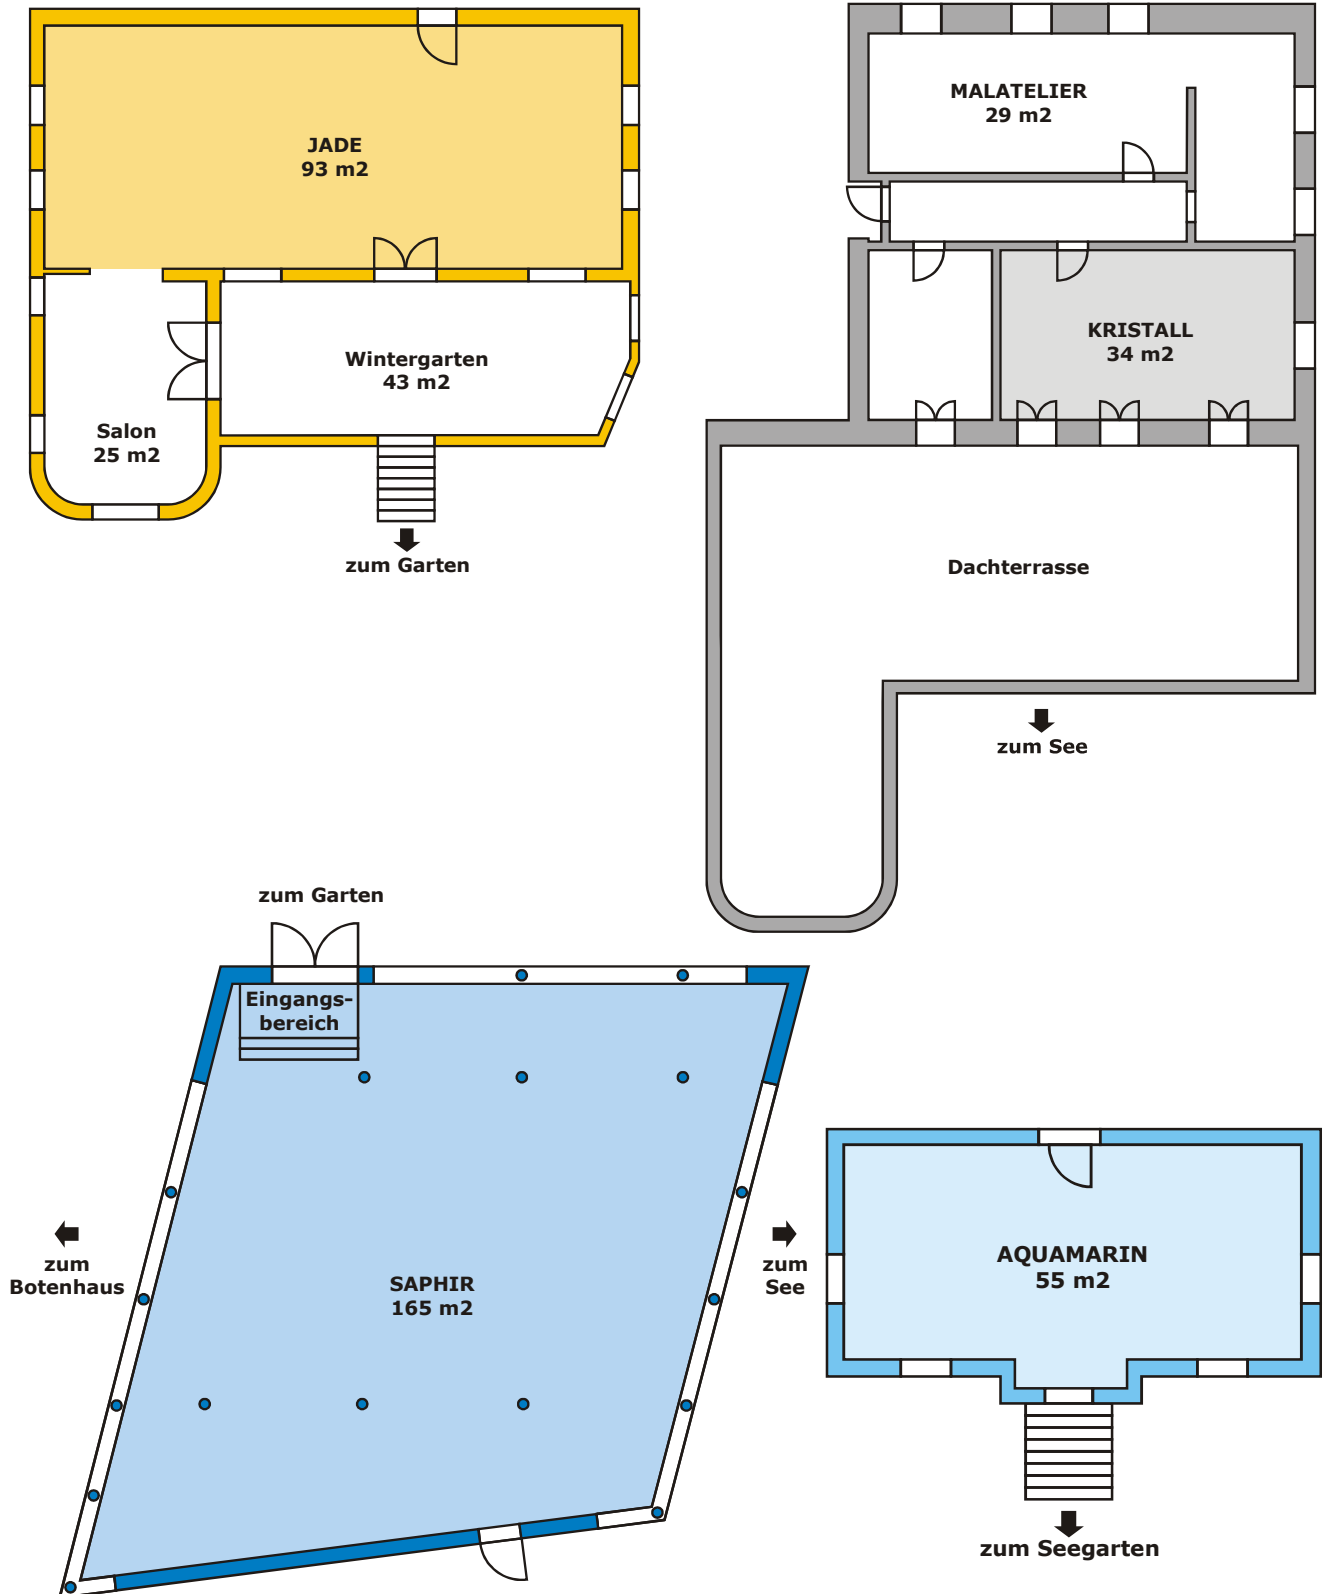 JADE
93 m2
Wintergarten
43 m2
Salon
25 m2
zum Garten
MALATELIER
29 m2
KRISTALL
34 m2
Dachterrasse
zum See
zum Garten
Eingangs-
bereich
zum
Botenhaus
SAPHIR
165 m2
zum
See
AQUAMARIN
55 m2
zum Seegarten